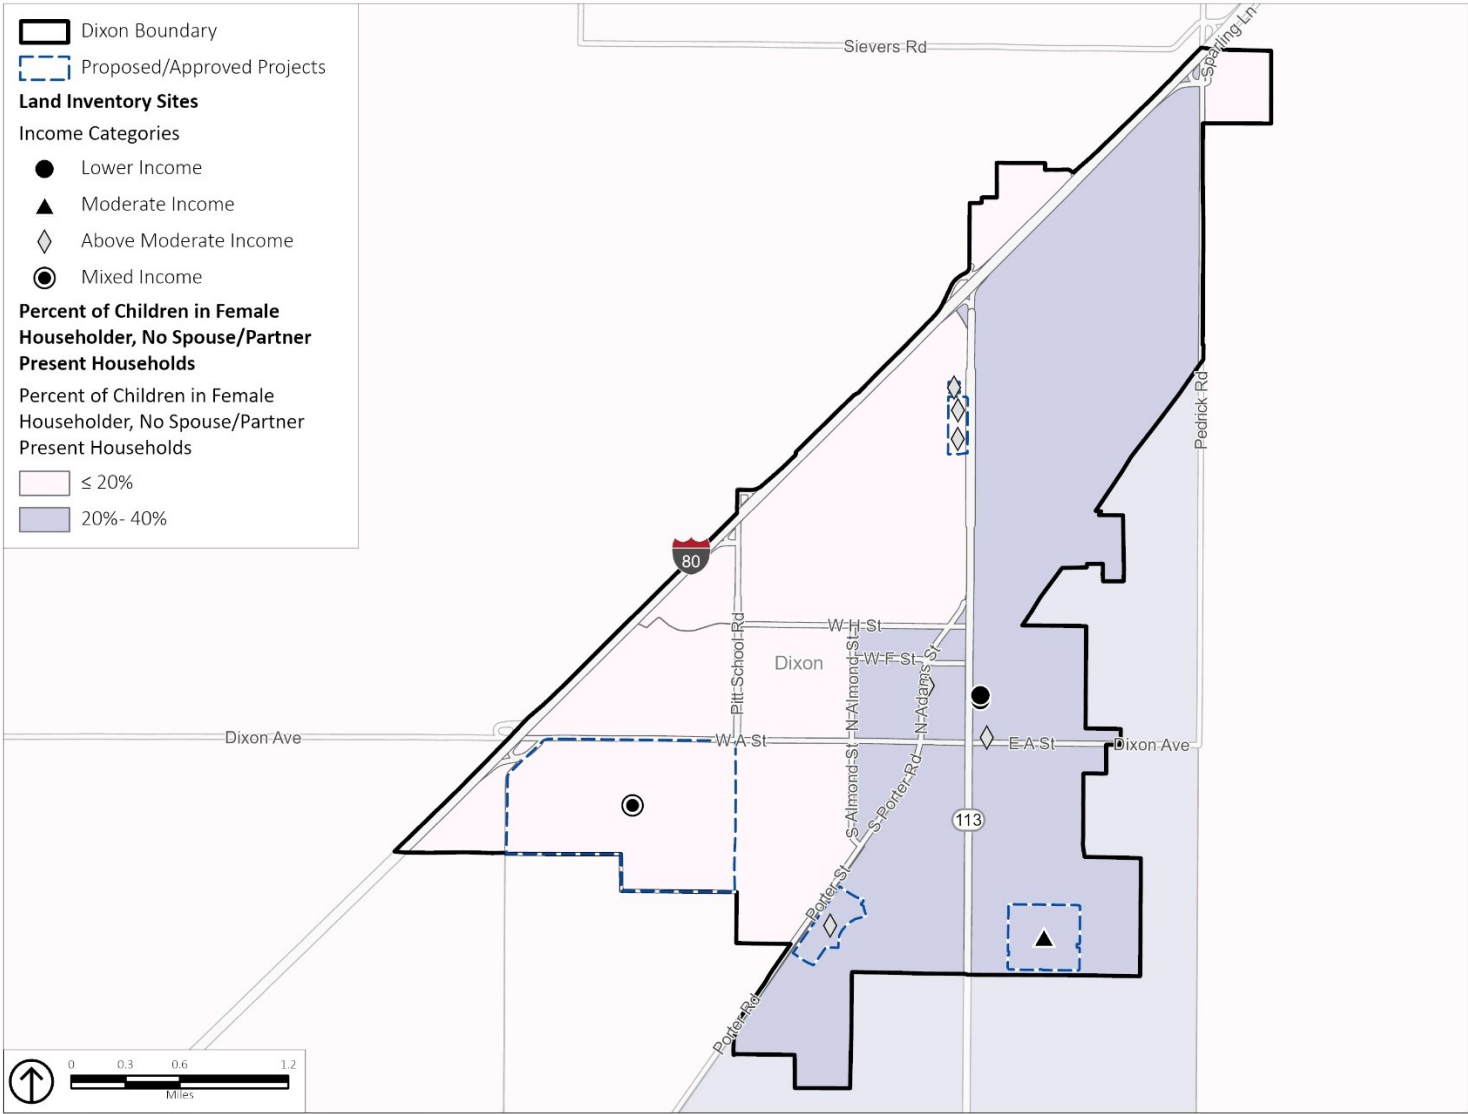 Dixon Boundary
Proposed/Approved Projects
Land Inventory Sites
Income Categories
Lower Income
Moderate Income
Above Moderate Income
Mixed Income
Percent of Children in Female
Householder, No Spouse/Partner
Present Households
Percent of Children in Female
Householder, No Spouse/Partner
Present Households
≤ 20%
20%- 40%
Sievers Rd
Sparling Ln
Pedrick Rd
80
Pitt School Rd
W H St
W F St
Dixon
N Almond St
N Adams St
Dixon Ave
W A St
E A St
Dixon Ave
S Almond St
S Porter Rd
113
Porter St
Porter Rd
0 0.3 0.6 1.2
Miles